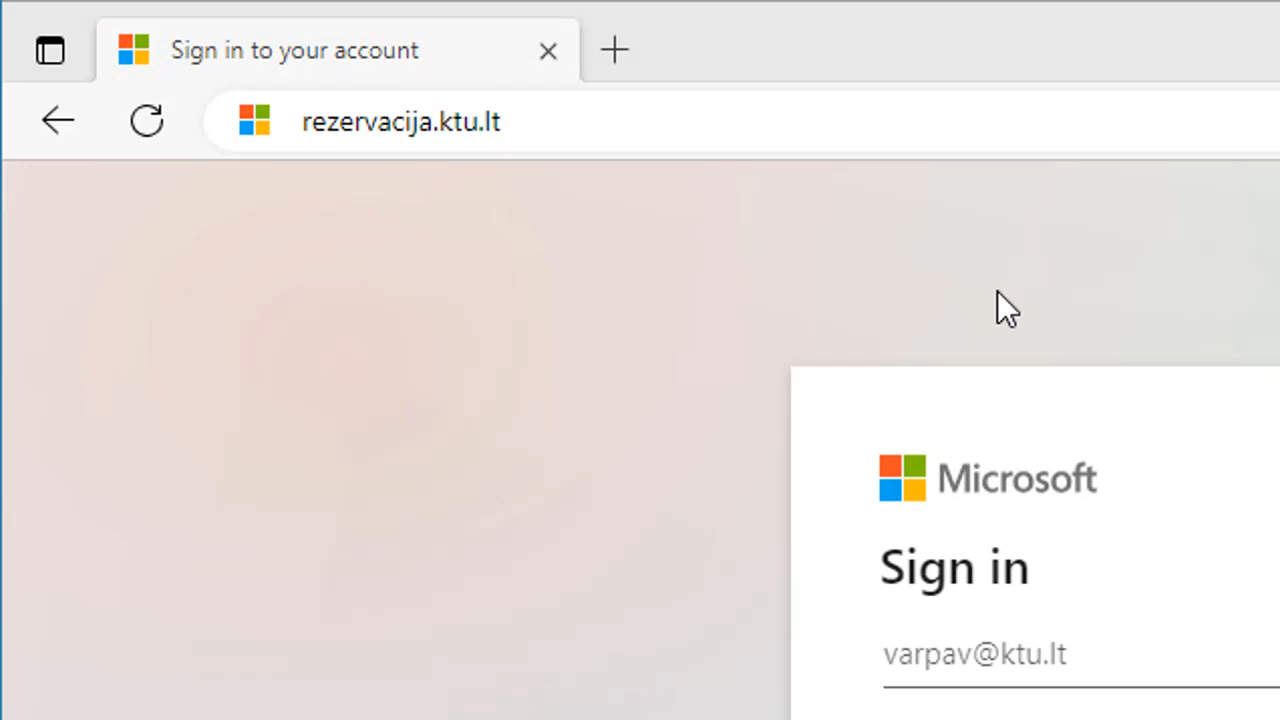 Sign in to your account
rezervacija.ktu.lt
Microsoft
Sign in
varpav@ktu.lt